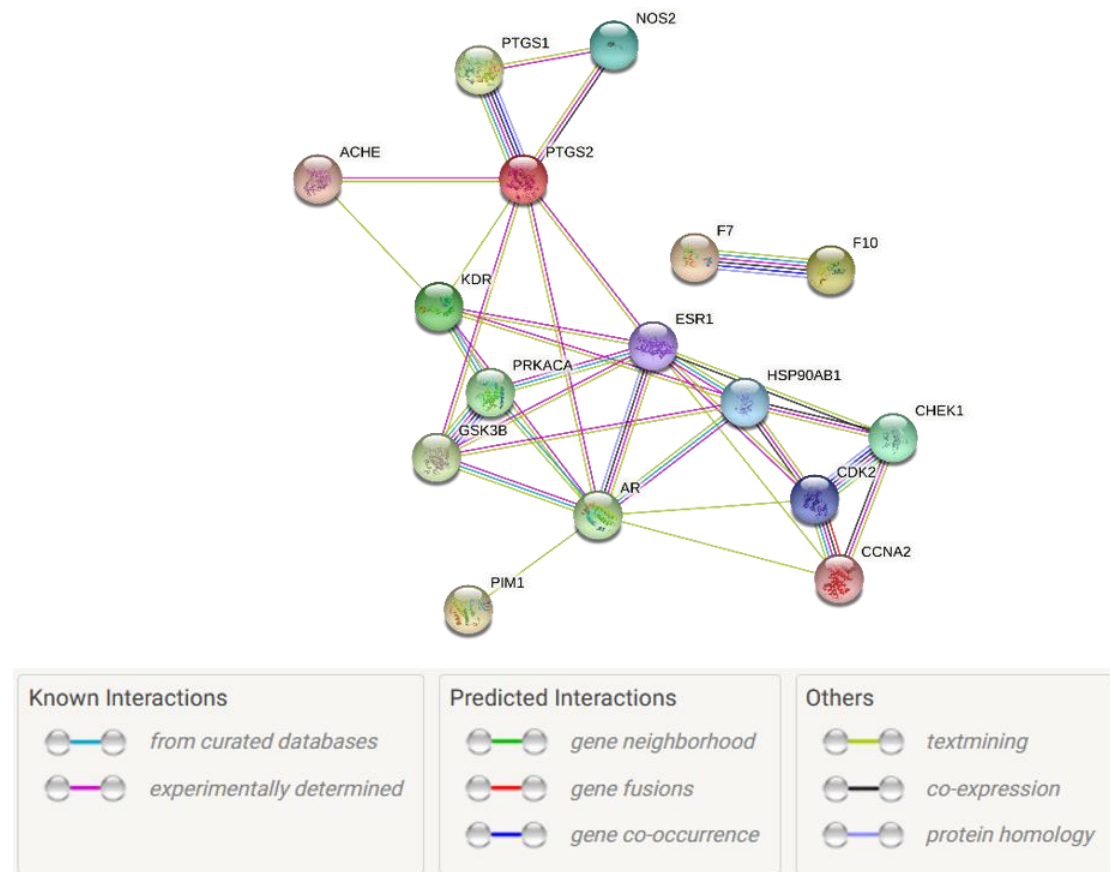 NOS2
PTGS1
ACHE
PTGS2
F7
F10
KDR
ESR1
PRKACA
HSP90AB1
CHEK1
GSK3B
CDK2
AR
CCNA2
PIM1
Known Interactions
from curated databases
experimentally determined
Predicted Interactions
gene neighborhood
gene fusions
gene co-occurrence
Others
textmining
co-expression
protein homology